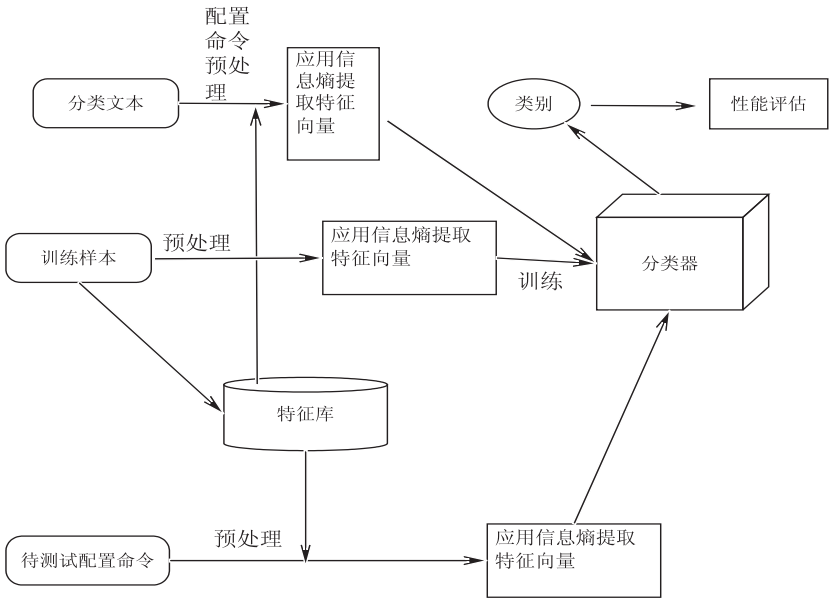 配置
命令
预处
理
分类文本
应用信
息熵提
取特征
向量
类别
性能评估
训练样本
预处理
应用信息熵提取
特征向量
训练
分类器
特征库
待测试配置命令
预处理
应用信息熵提取
特征向量